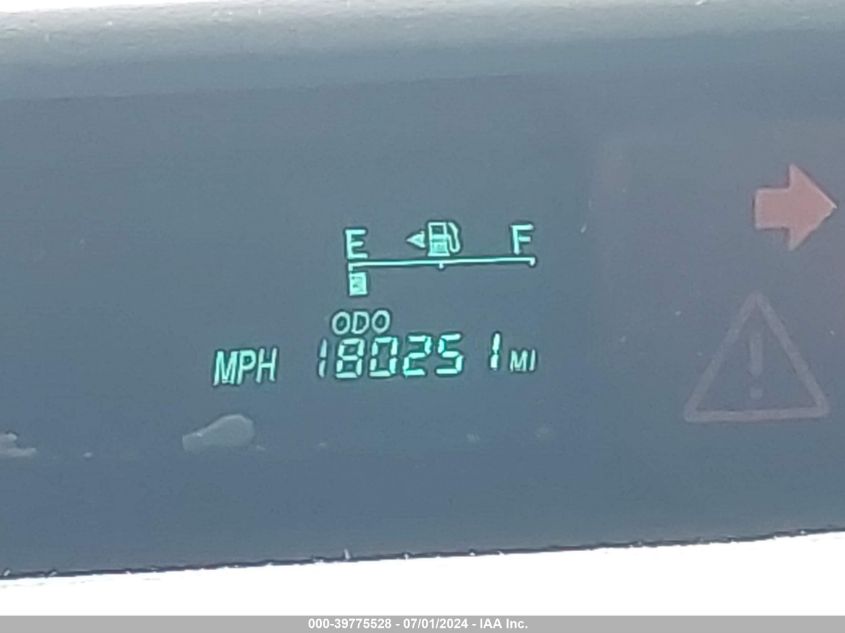 E F
ODO
MPH 180251 MI
000-39775528 - 07/01/2024 - IAA Inc.